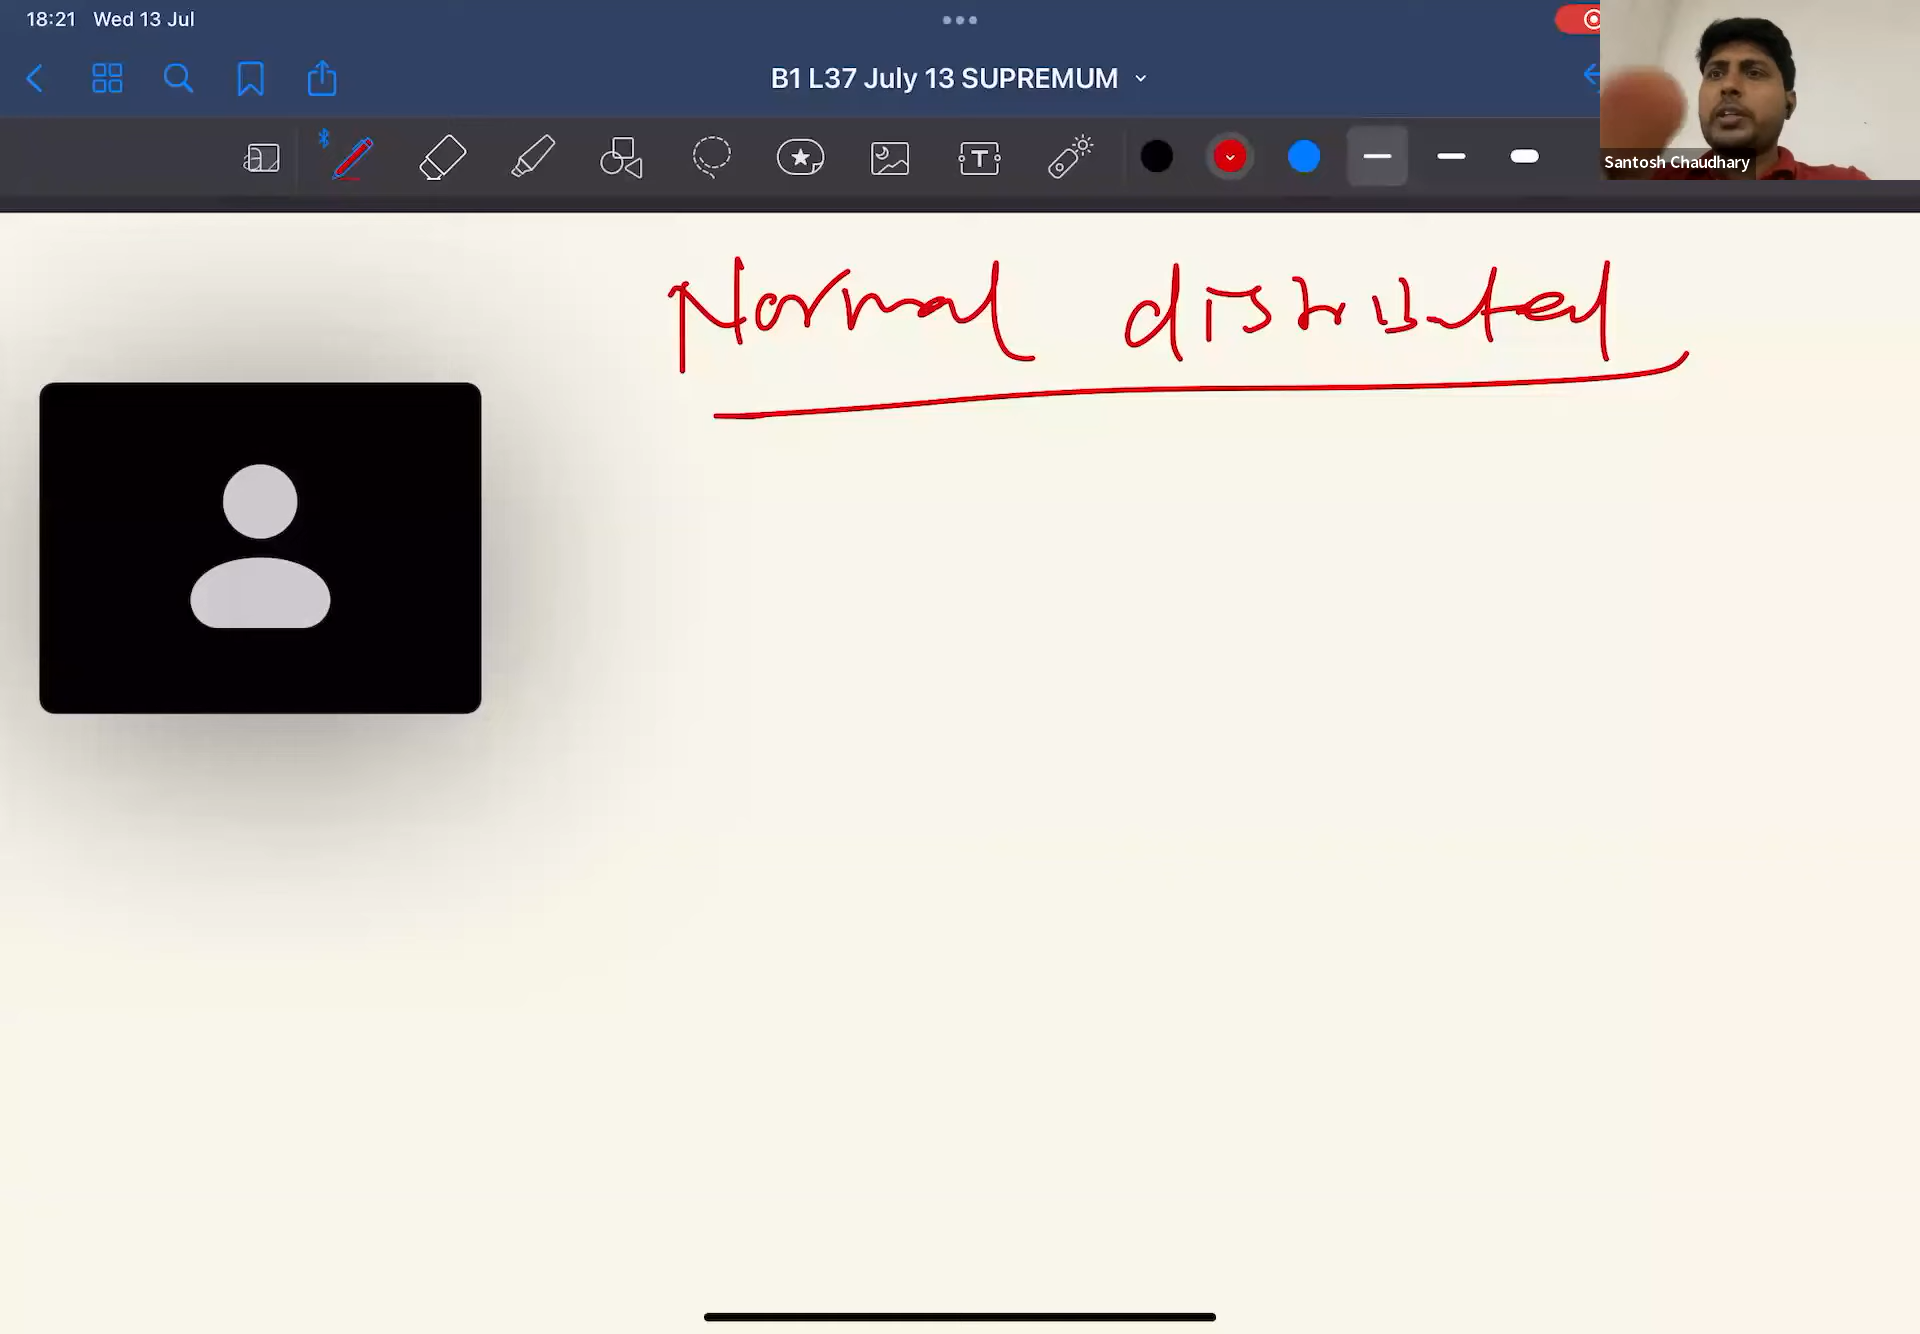 18:21 Wed 13 Jul
B1 L37 July 13 SUPREMUM
T
Santosh Chaudhary
Normal distributed